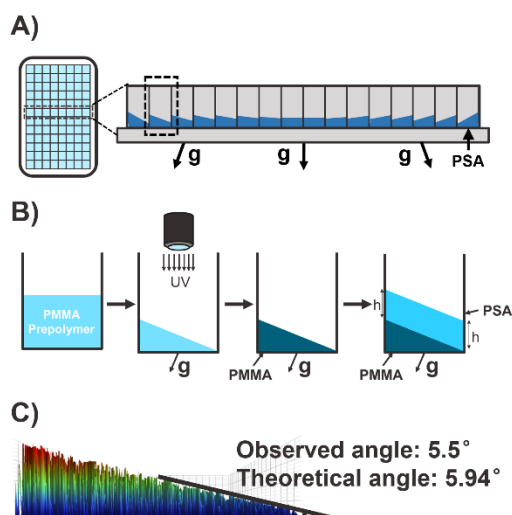 A)
g
g
g
PSA
B)
UV
PMMA
Prepolymer
h
PSA
h
g
PMMA
g
PMMA
g
C)
Observed angle: 5.5°
Theoretical angle: 5.94°